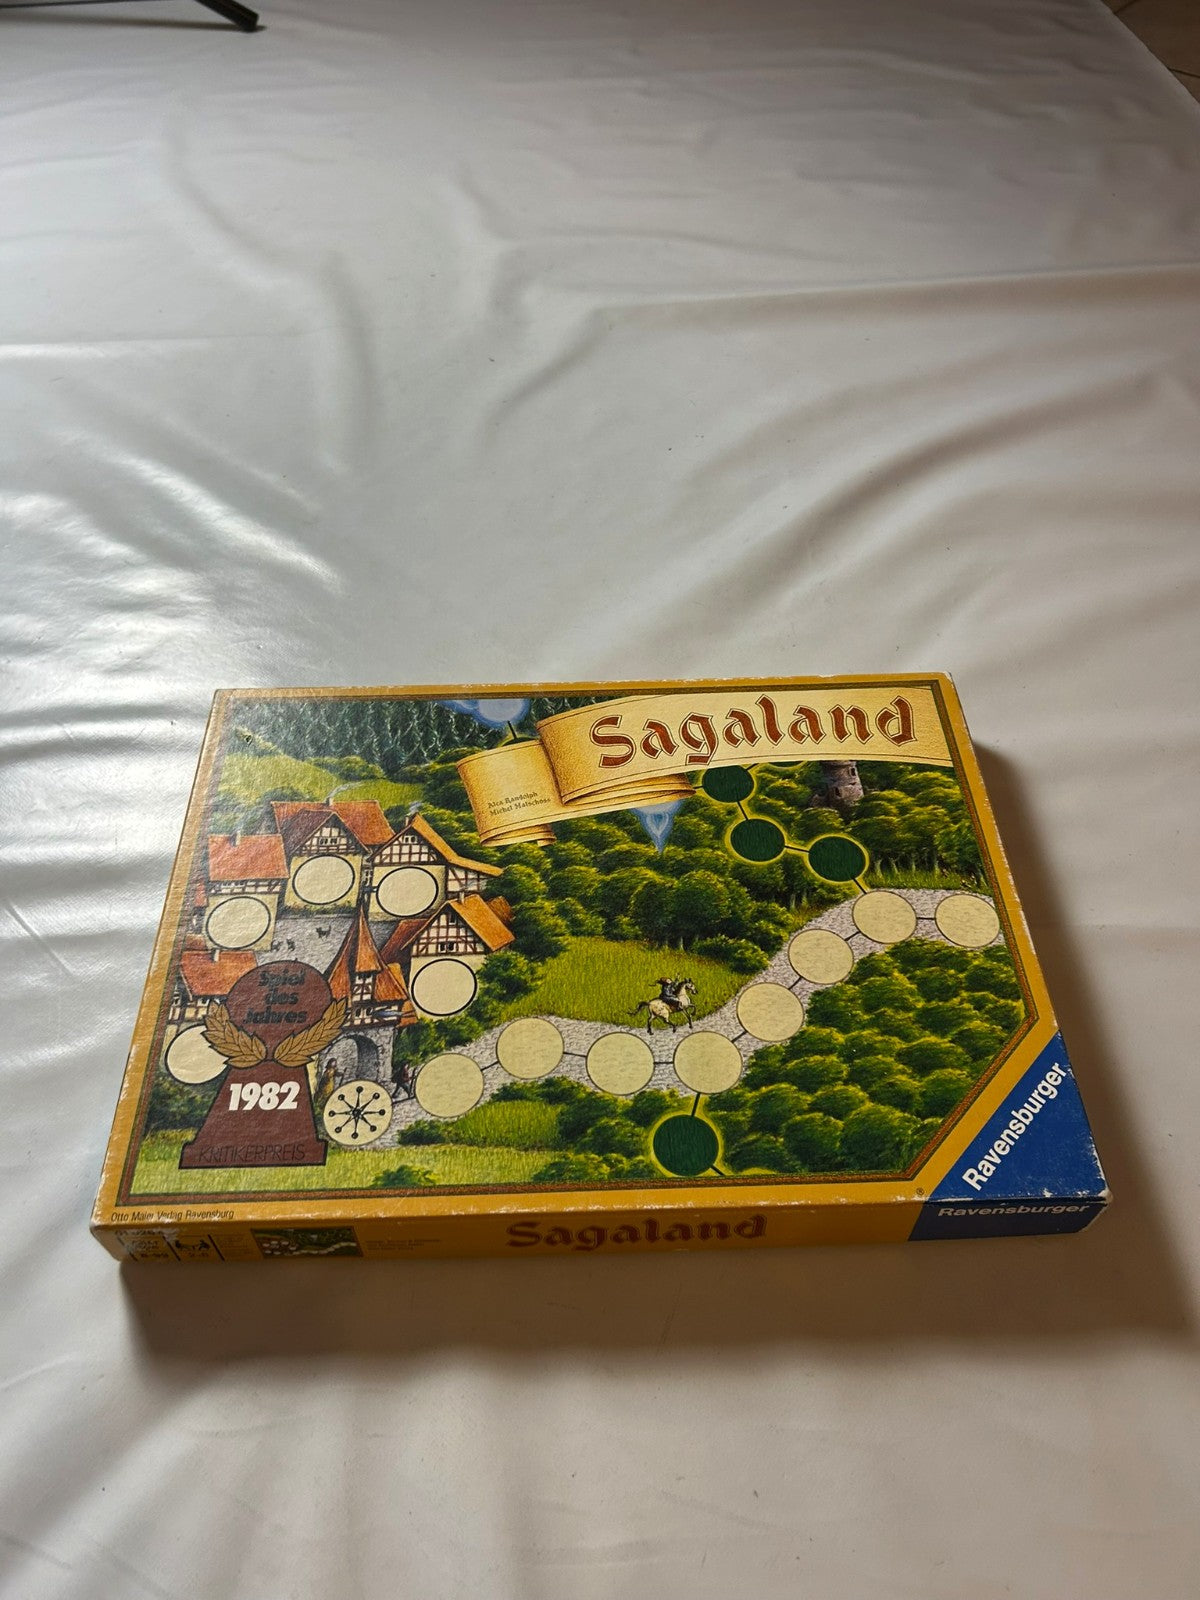 Sagaland
Alex Randolph
Michel Matschoss
Spiel
des
Jahres
1982
KRITIKERPREIS
Ravensburger
®
Otto Maier Verlag Ravensburg
Sagaland
Ravensburger